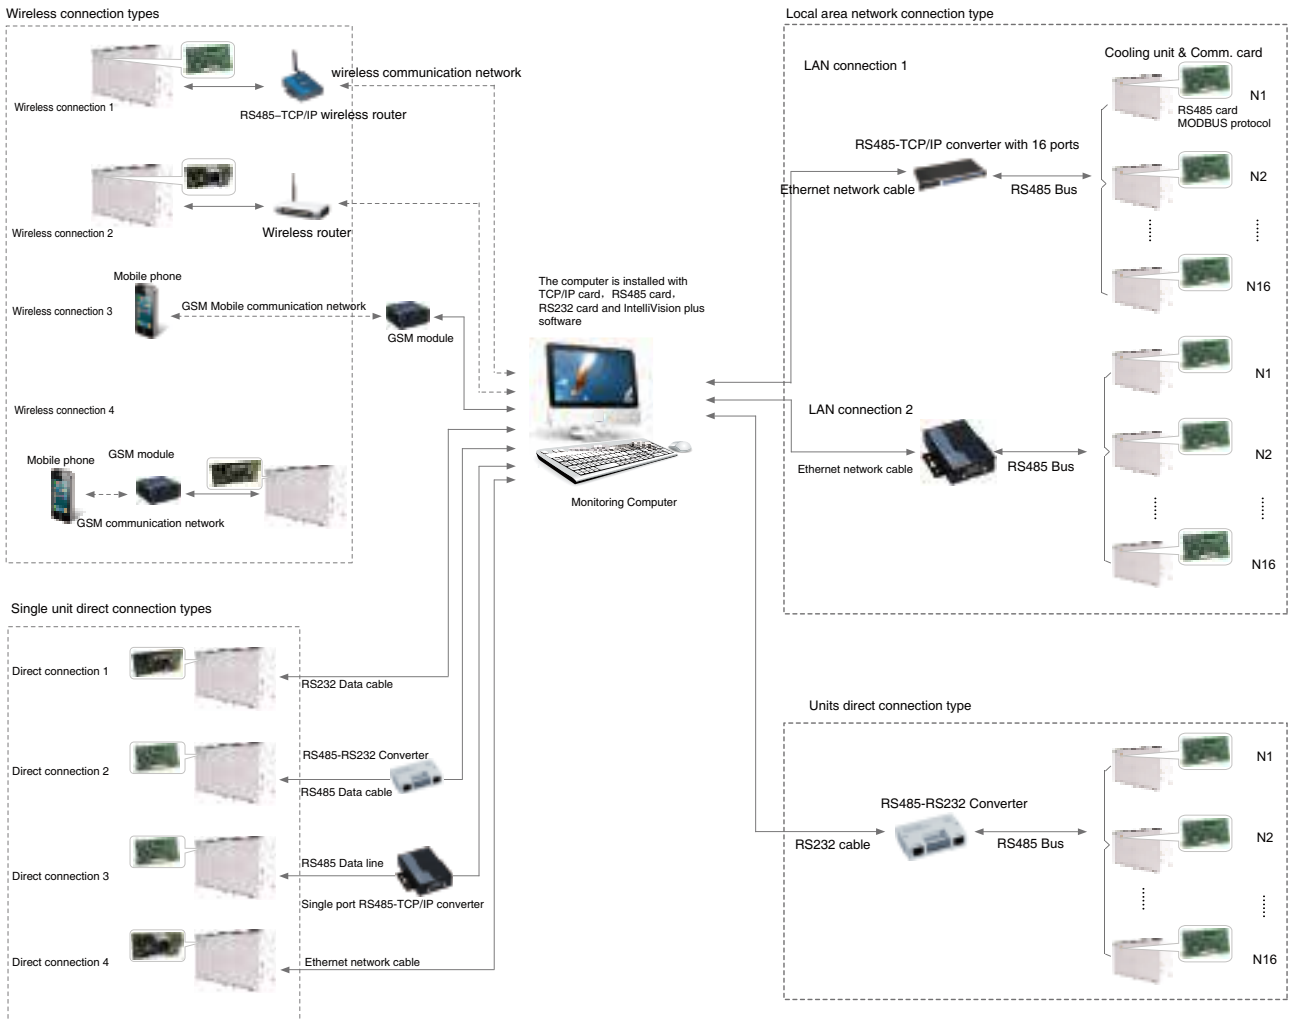 Wireless connection types
wireless communication network
Wireless connection 1
RS485–TCP/IP wireless router
Wireless connection 2
Wireless router
Mobile phone
Wireless connection 3
GSM Mobile communication network
GSM module
Wireless connection 4
Mobile phone
GSM module
GSM communication network
The computer is installed with
TCP/IP card, RS485 card,
RS232 card and IntelliVision plus
software
Monitoring Computer
Single unit direct connection types
Direct connection 1
RS232 Data cable
Direct connection 2
RS485-RS232 Converter
RS485 Data cable
Direct connection 3
RS485 Data line
Single port RS485-TCP/IP converter
Direct connection 4
Ethernet network cable
Local area network connection type
LAN connection 1
Cooling unit & Comm. card
N1
RS485 card
MODBUS protocol
RS485-TCP/IP converter with 16 ports
Ethernet network cable
RS485 Bus
N2
N16
LAN connection 2
Ethernet network cable
RS485 Bus
N1
N2
N16
Units direct connection type
RS485-RS232 Converter
RS232 cable
RS485 Bus
N1
N2
N16